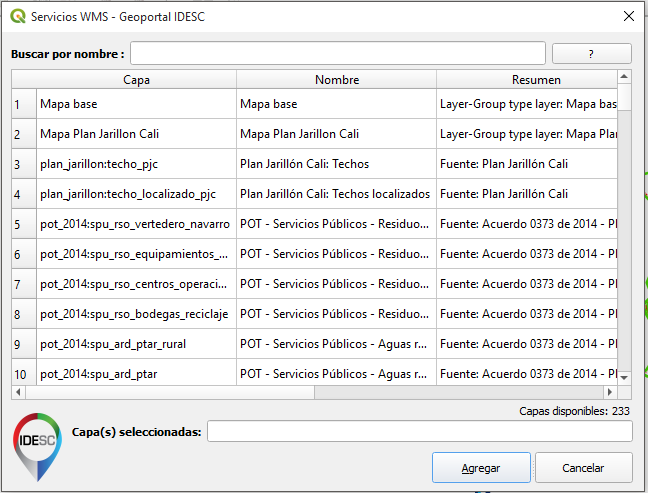 Servicios WMS - Geoportal IDESC
Buscar por nombre :
?
Capa Nombre Resumen
1 Mapa base Mapa base Layer-Group type layer: Mapa bas
2 Mapa Plan Jarillon Cali Mapa Plan Jarillon Cali Layer-Group type layer: Mapa Plan
3 plan_jarillon:techo_pjc Plan Jarillón Cali: Techos Fuente: Plan Jarillón Cali
4 plan_jarillon:techo_localizado_pjc Plan Jarillón Cali: Techos localizados Fuente: Plan Jarillón Cali
5 pot_2014:spu_rso_vertedero_navarro POT - Servicios Públicos - Residuo... Fuente: Acuerdo 0373 de 2014 - Pl
6 pot_2014:spu_rso_equipamientos_... POT - Servicios Públicos - Residuo... Fuente: Acuerdo 0373 de 2014 - Pl
7 pot_2014:spu_rso_centros_operaci... POT - Servicios Públicos - Residuo... Fuente: Acuerdo 0373 de 2014 - Pl
8 pot_2014:spu_rso_bodegas_reciclaje POT - Servicios Públicos - Residuo... Fuente: Acuerdo 0373 de 2014 - Pl
9 pot_2014:spu_ard_ptar_rural POT - Servicios Públicos - Aguas r... Fuente: Acuerdo 0373 de 2014 - Pl
10 pot_2014:spu_ard_ptar POT - Servicios Públicos - Aguas r... Fuente: Acuerdo 0373 de 2014 - Pl
Capas disponibles: 233
IDESC
Capa(s) seleccionadas:
Agregar
Cancelar